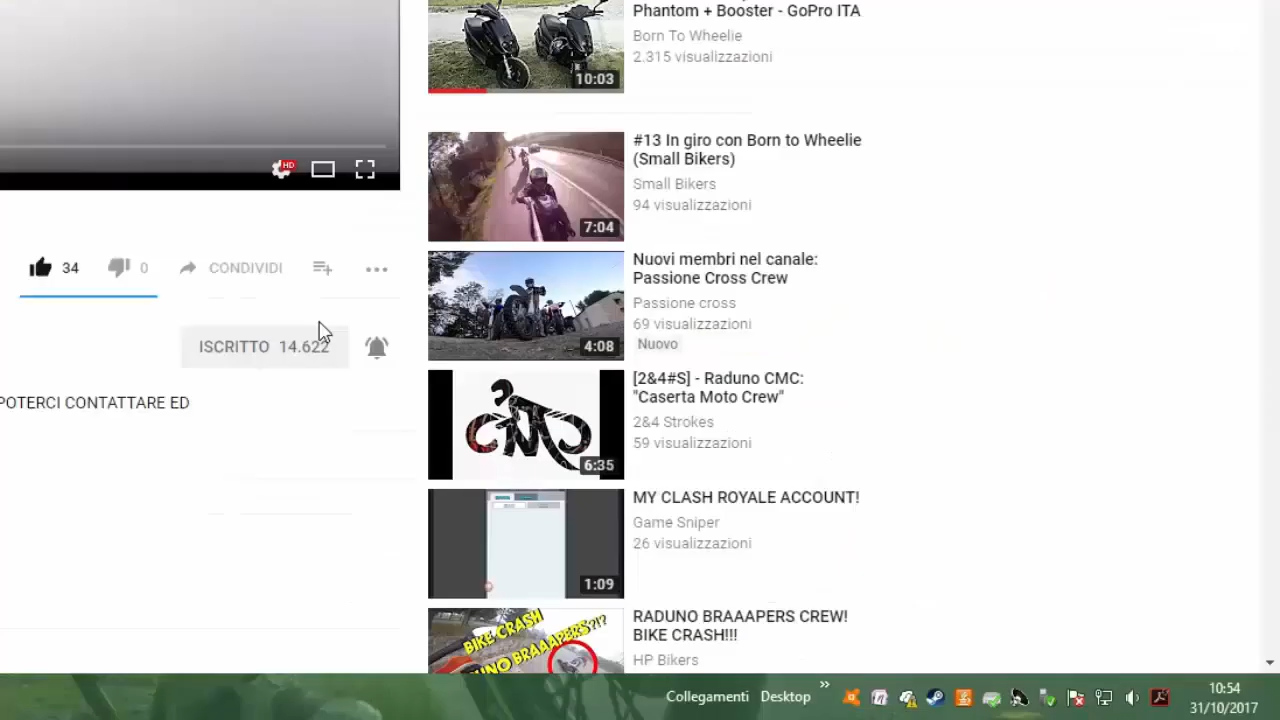 Phantom + Booster - GoPro ITA
Born To Wheelie
2.315 visualizzazioni
10:03
#13 In giro con Born to Wheelie
(Small Bikers)
Small Bikers
94 visualizzazioni
7:04
HD
34
0
CONDIVIDI
Nuovi membri nel canale:
Passione Cross Crew
Passione cross
69 visualizzazioni
Nuovo
4:08
ISCRITTO 14.622
POTERCI CONTATTARE ED
[2&4#S] - Raduno CMC:
"Caserta Moto Crew"
2&4 Strokes
59 visualizzazioni
CMC
6:35
MY CLASH ROYALE ACCOUNT!
Game Sniper
26 visualizzazioni
1:09
RADUNO BRAAAPERS CREW!
BIKE CRASH!!!
HP Bikers
BIKE CRASH
UNO BRAAAPERS?!?
Collegamenti Desktop »
10:54
31/10/2017